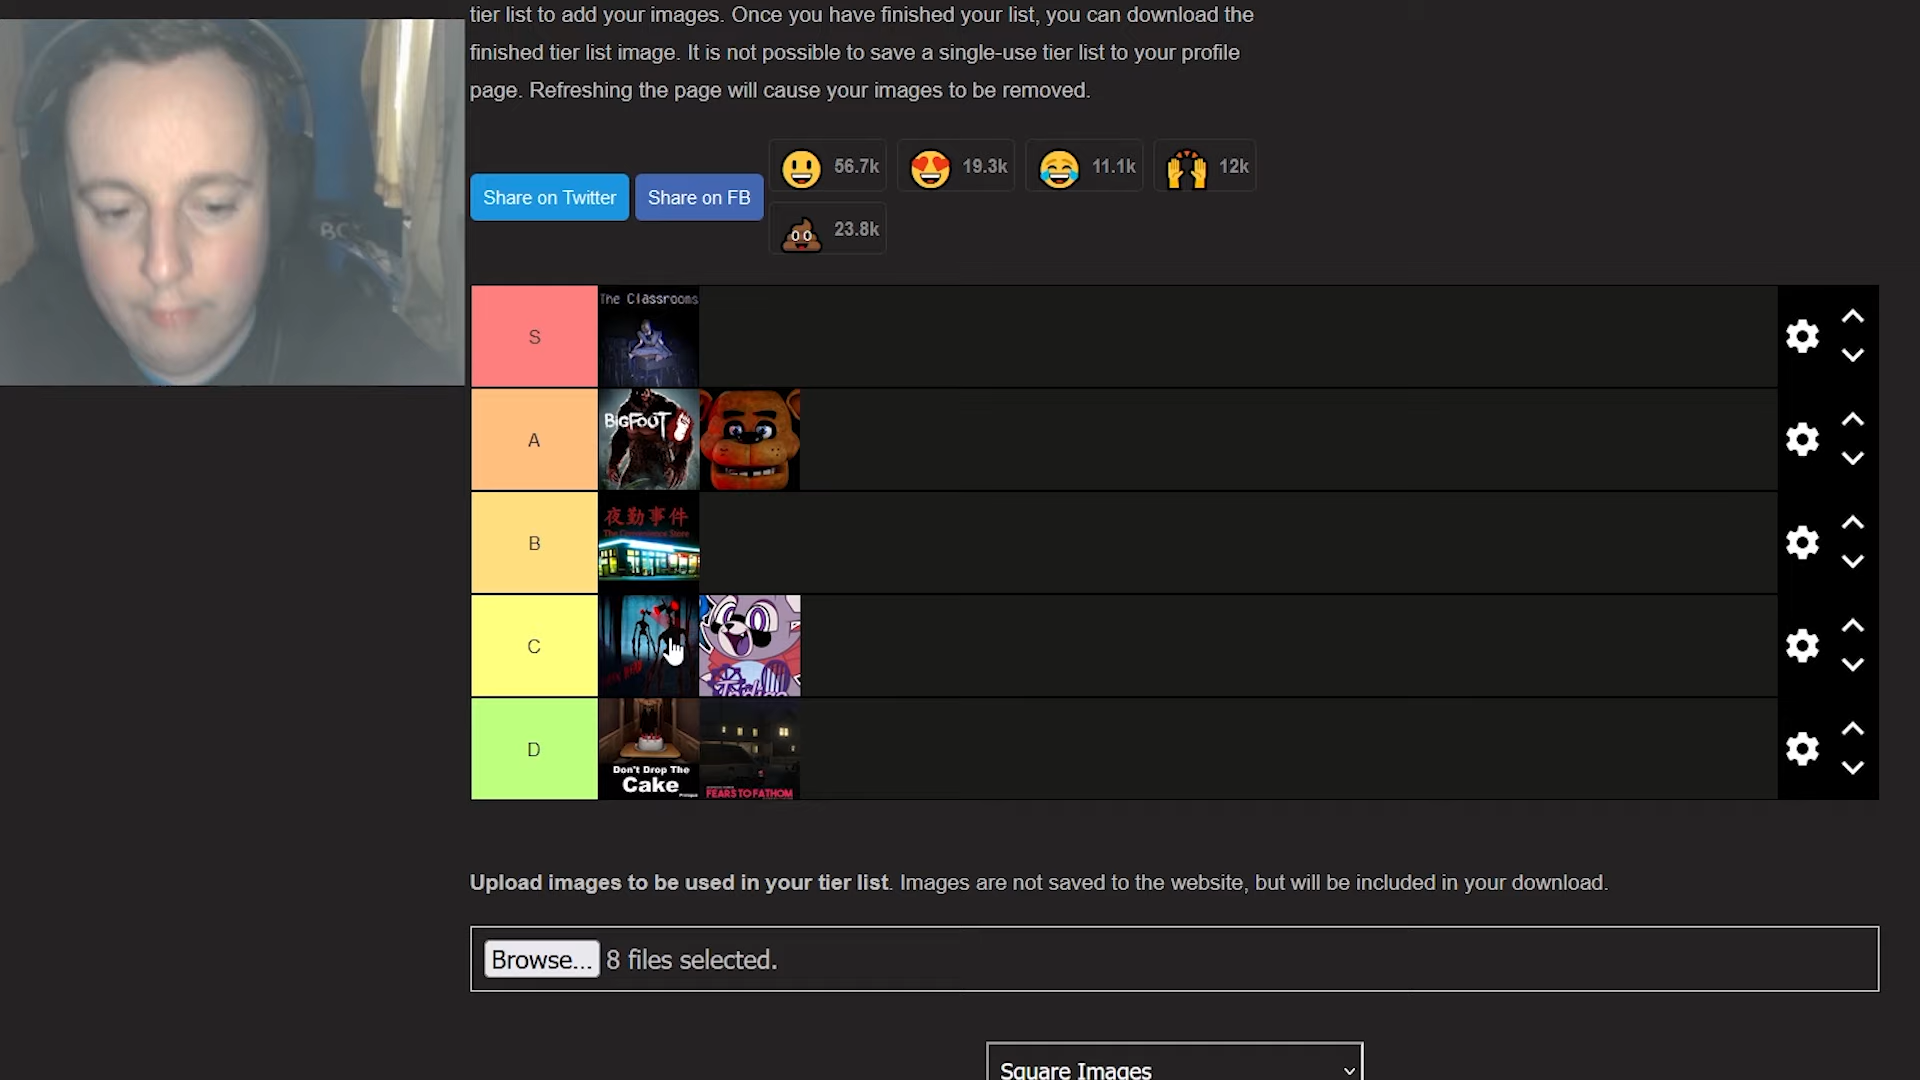 tier list to add your images. Once you have finished your list, you can download the
finished tier list image. It is not possible to save a single-use tier list to your profile
page. Refreshing the page will cause your images to be removed.
Share on Twitter
Share on FB
56.7k
19.3k
11.1k
12k
23.8k
S
The Classrooms
A
BIGFOOT
B
夜勤事件
The Convenience Store
C
D
Don't Drop The
Cake
Prologue
FEARS TO FATHOM
Upload images to be used in your tier list. Images are not saved to the website, but will be included in your download.
Browse... 8 files selected.
Square Images